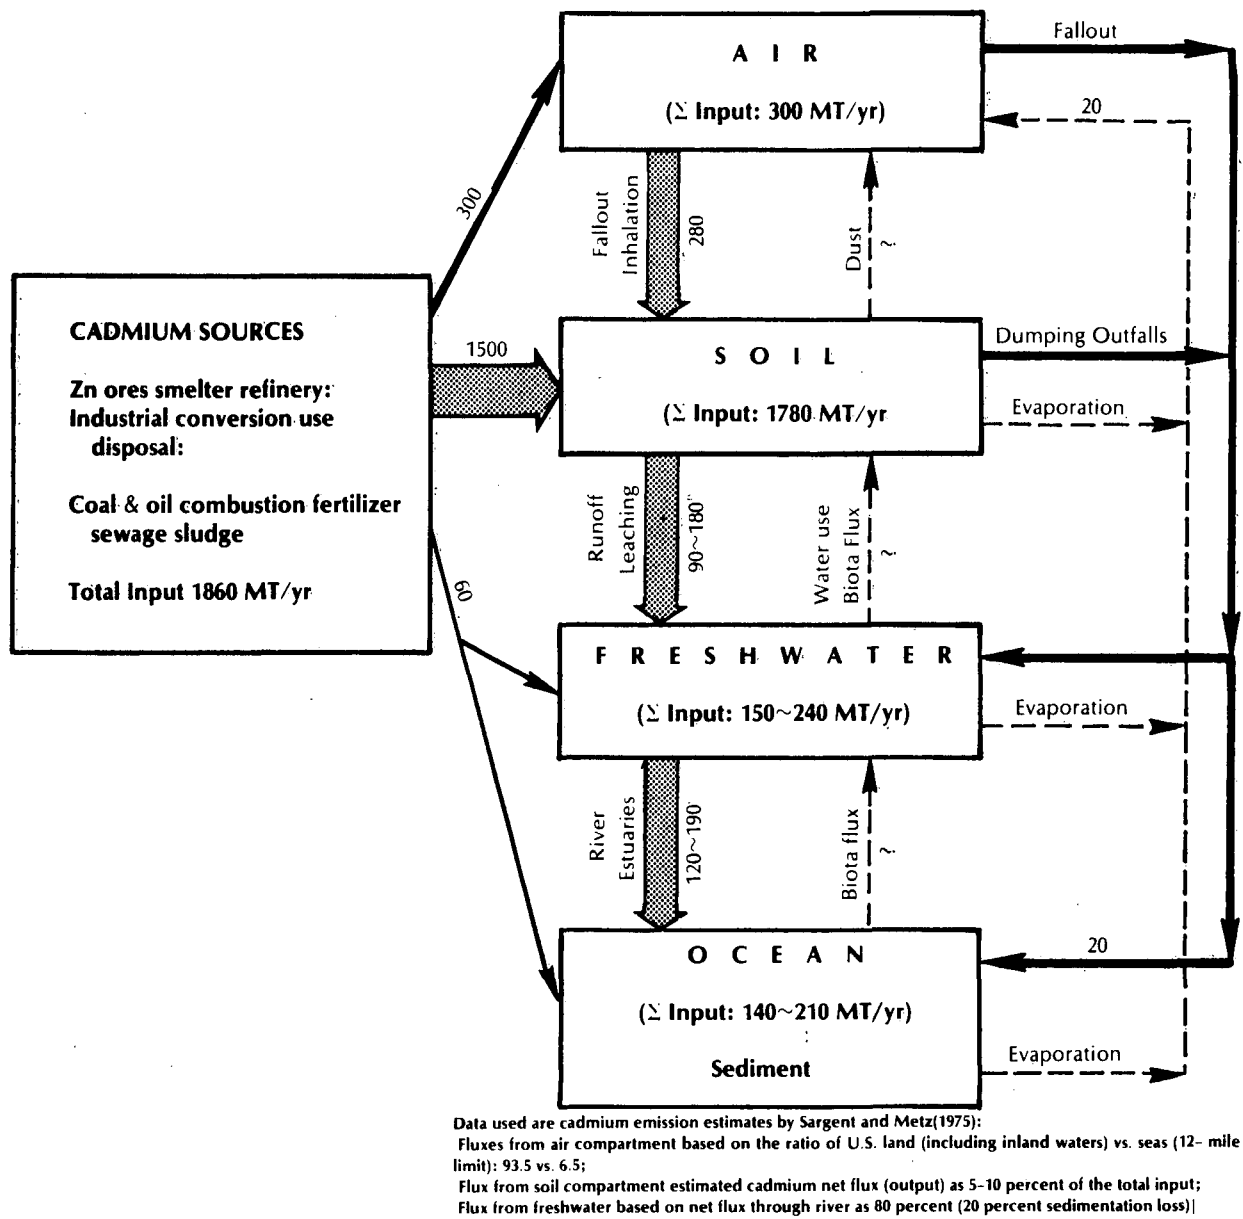 A I R
(Σ Input: 300 MT/yr)
Fallout
20
300
Fallout
Inhalation
280
Dust
?
CADMIUM SOURCES
Zn ores smelter refinery:
Industrial conversion use
disposal:
Coal & oil combustion fertilizer
sewage sludge
Total Input 1860 MT/yr
1500
S O I L
(Σ Input: 1780 MT/yr
Dumping Outfalls
Evaporation
Runoff
Leaching
90~180
Water use
Biota Flux
?
60
F R E S H W A T E R
(Σ Input: 150~240 MT/yr)
Evaporation
River
Estuaries
120~190
Biota flux
?
O C E A N
(Σ Input: 140~210 MT/yr)
Sediment
20
Evaporation
Data used are cadmium emission estimates by Sargent and Metz(1975):
Fluxes from air compartment based on the ratio of U.S. land (including inland waters) vs. seas (12- mile
limit): 93.5 vs. 6.5;
Flux from soil compartment estimated cadmium net flux (output) as 5-10 percent of the total input;
Flux from freshwater based on net flux through river as 80 percent (20 percent sedimentation loss)|